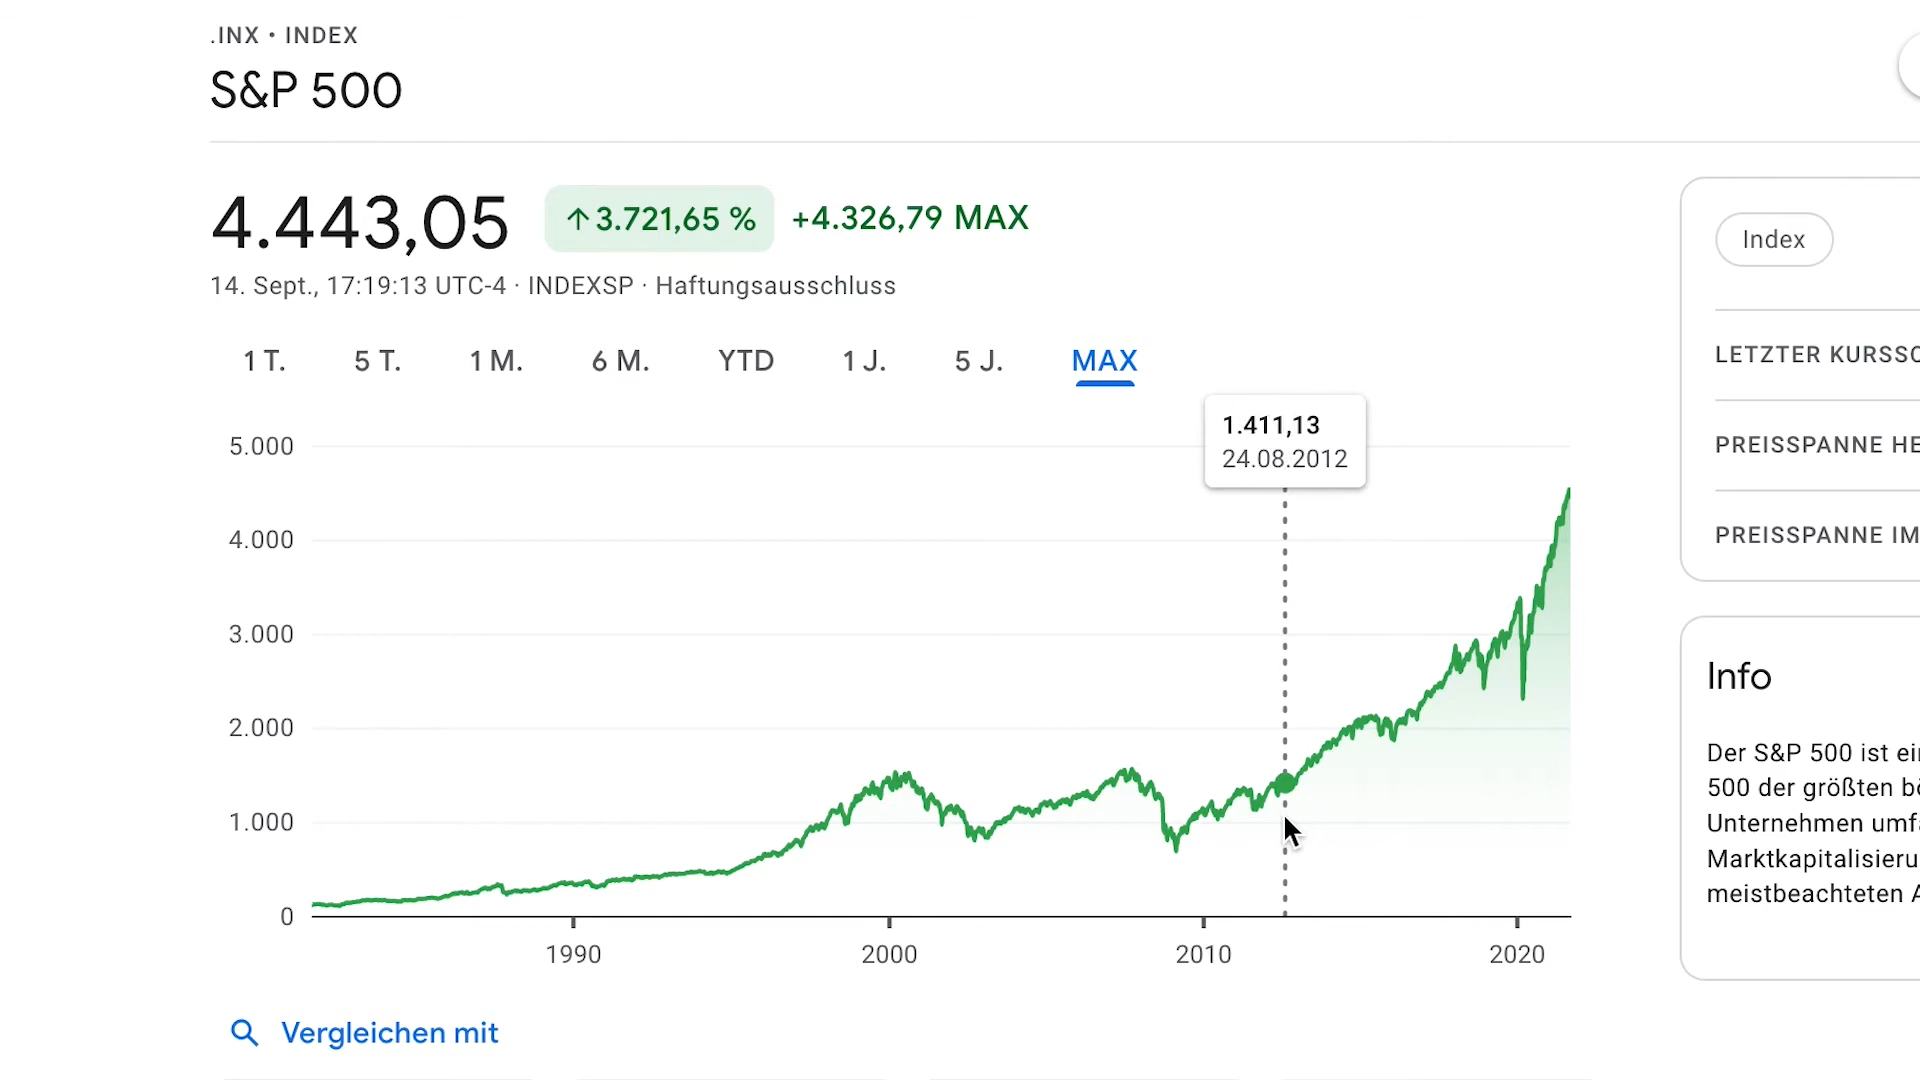 .INX • INDEX
S&P 500
4.443,05 ↑3.721,65 % +4.326,79 MAX
14. Sept., 17:19:13 UTC-4 · INDEXSP · Haftungsausschluss
1 T. 5 T. 1 M. 6 M. YTD 1 J. 5 J. MAX
1.411,13
24.08.2012
5.000
4.000
3.000
2.000
1.000
0
1990 2000 2010 2020
Vergleichen mit
Index
LETZTER
PREISSPANNE
PREISSPANNE
Info
Der S&P 500 ist
500 der größten
Unternehmen
meistbeachteten